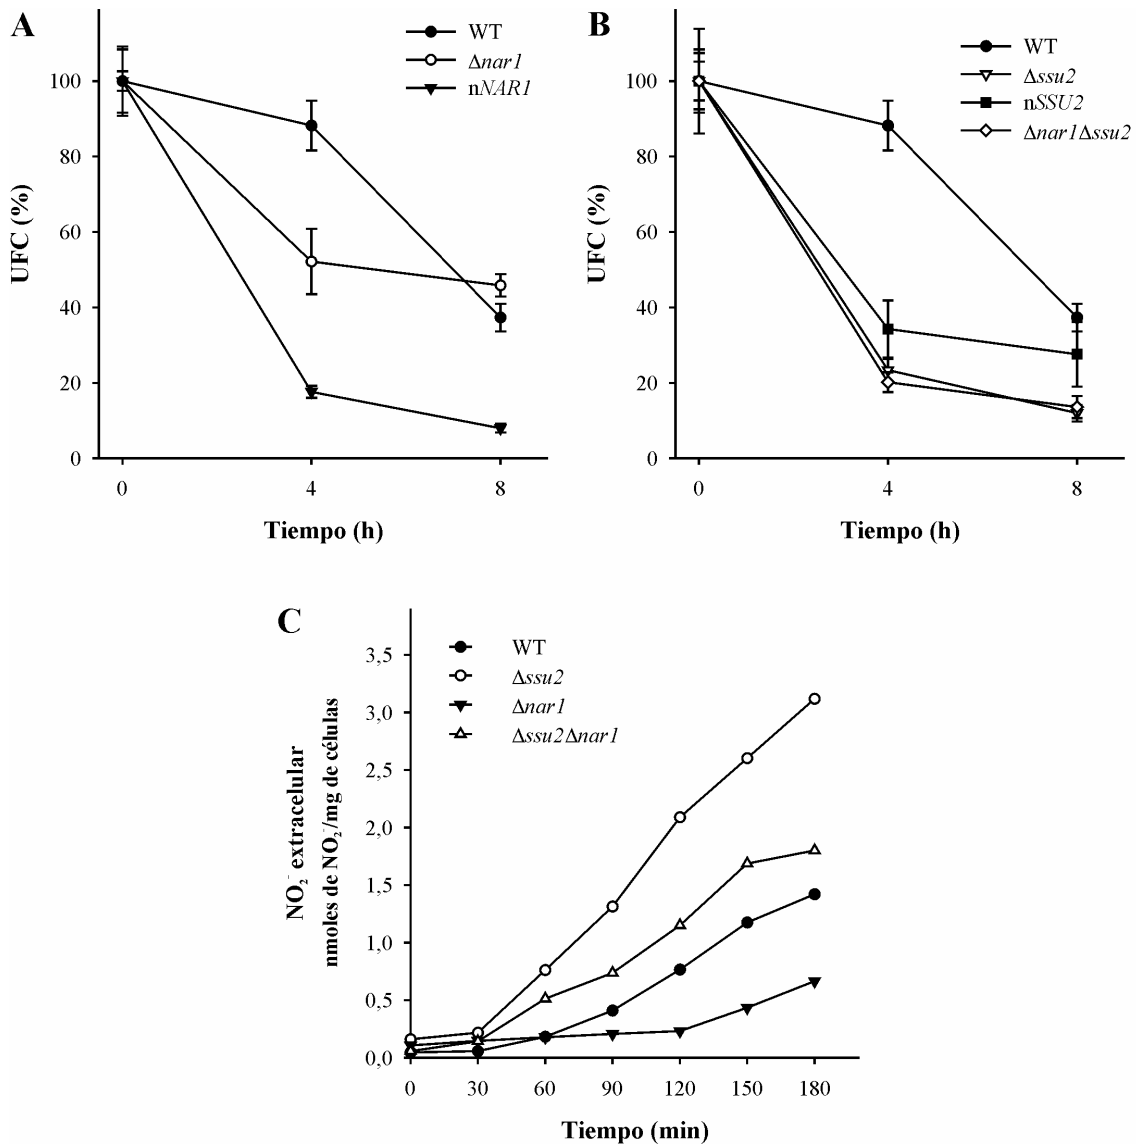 A
WT
Δnar1
nNAR1
UFC (%)
100
80
60
40
20
0
0 4 8
Tiempo (h)
B
WT
Δssu2
nSSU2
Δnar1Δssu2
UFC (%)
100
80
60
40
20
0
0 4 8
Tiempo (h)
C
WT
Δssu2
Δnar1
Δssu2Δnar1
NO₂⁻ extracelular
nmoles de NO₂⁻/mg de células
3,5
3,0
2,5
2,0
1,5
1,0
0,5
0,0
0 30 60 90 120 150 180
Tiempo (min)